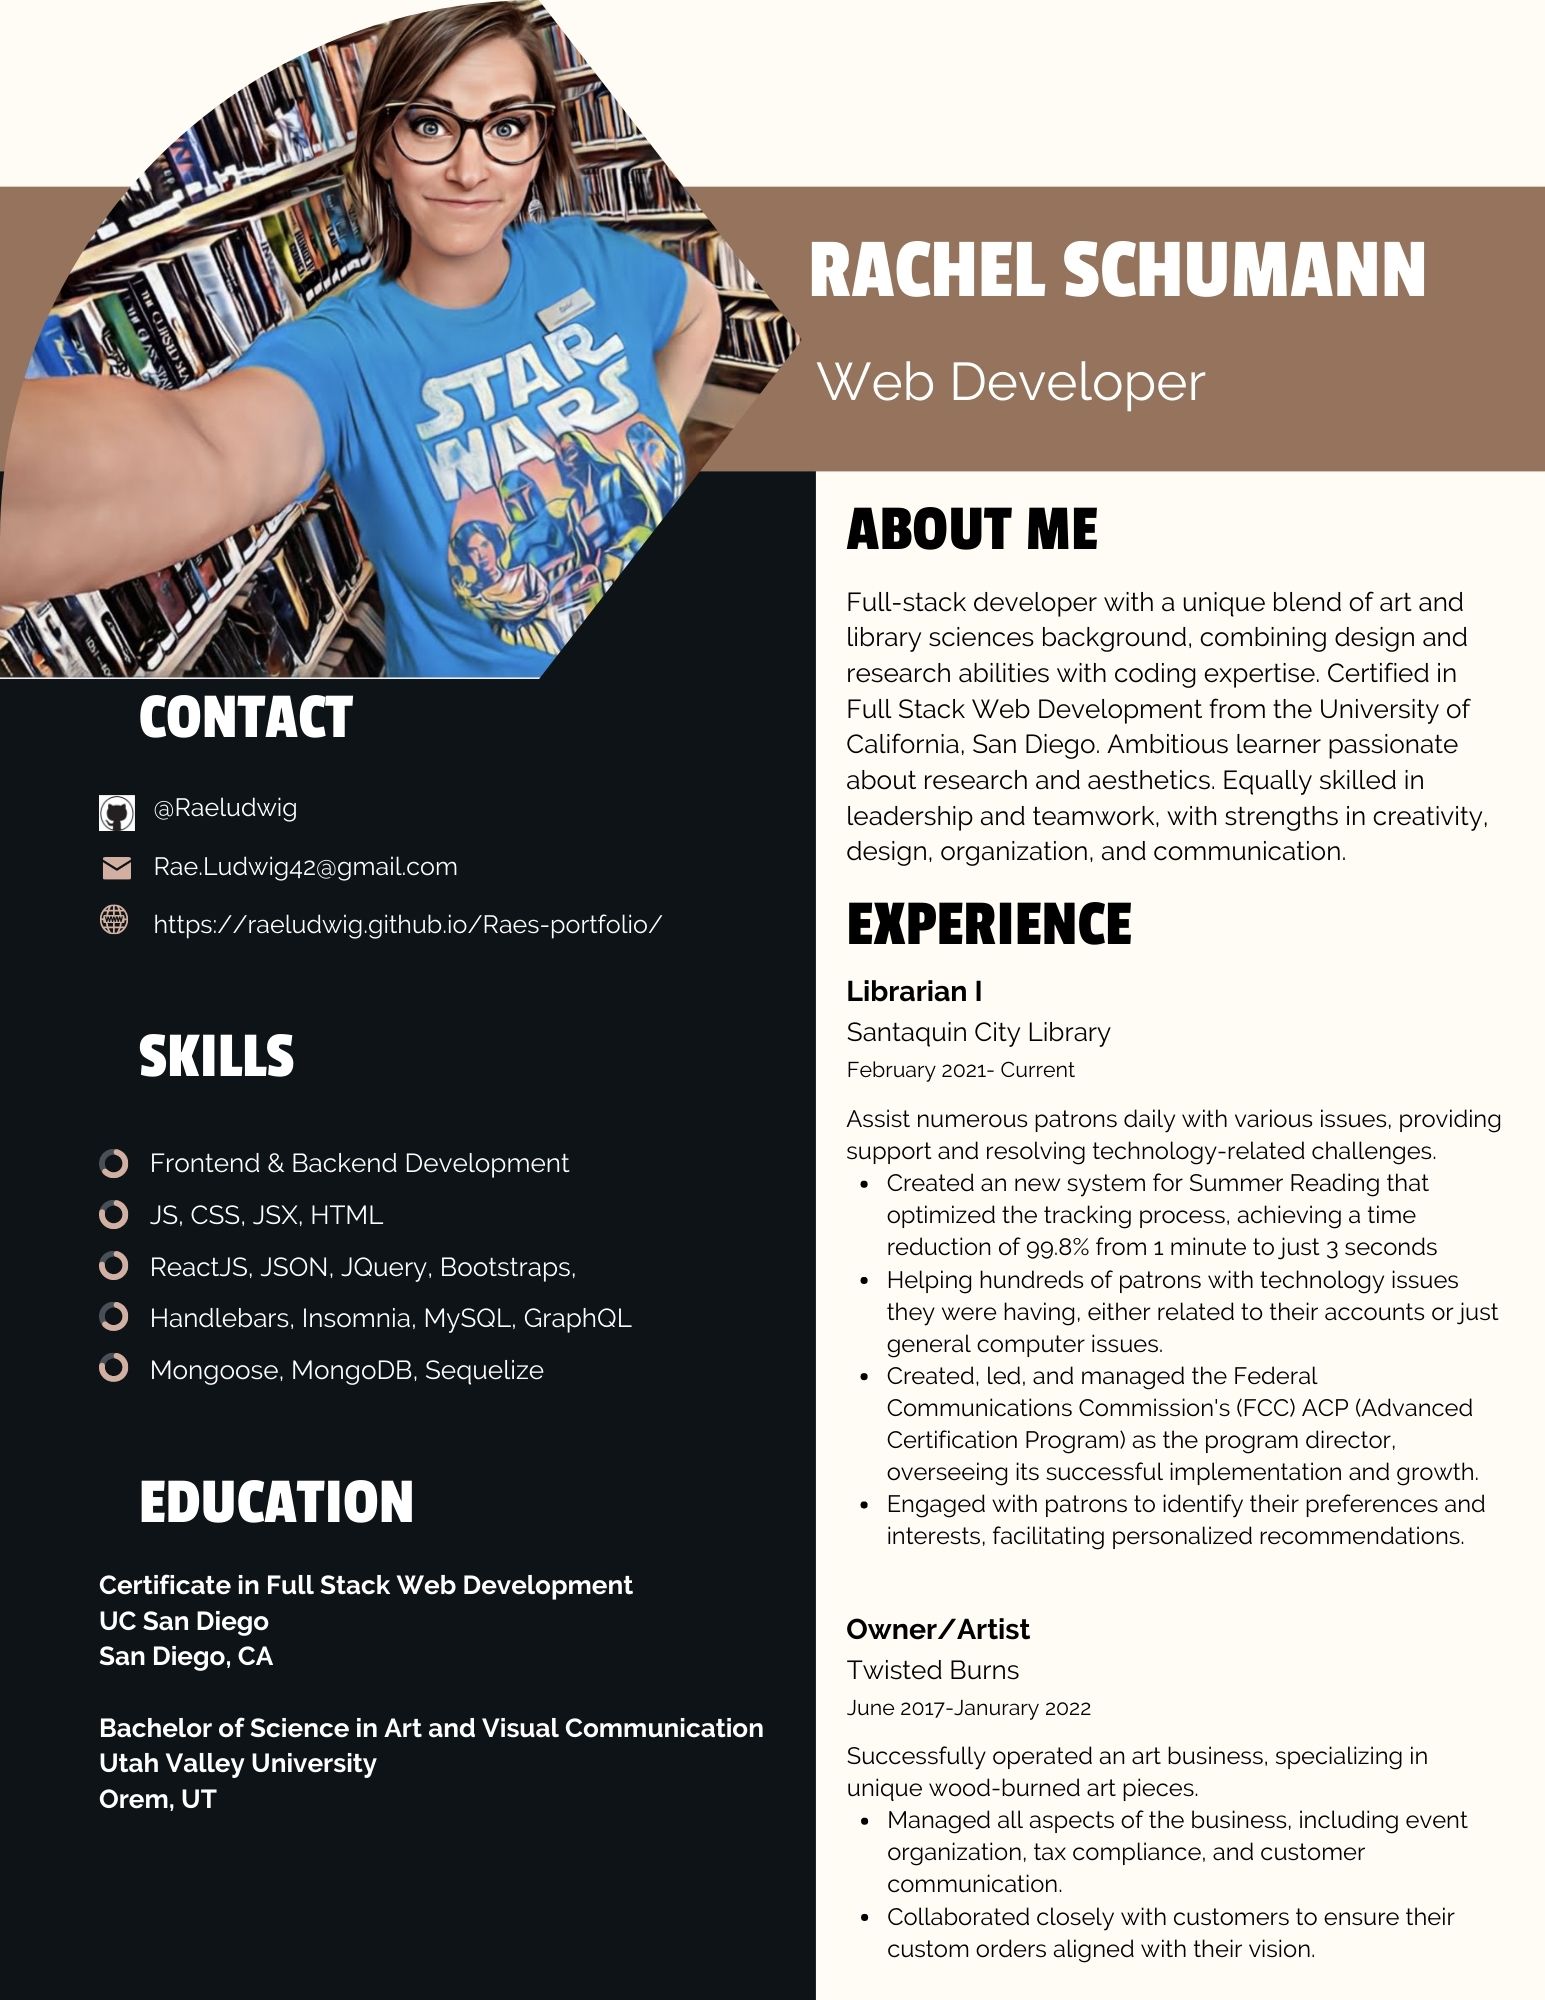 RACHEL SCHUMANN
Web Developer
STAR
WARS
THE CURSED
CONTACT
@Raeludwig
Rae.Ludwig42@gmail.com
https://raeludwig.github.io/Raes-portfolio/
SKILLS
Frontend & Backend Development
JS, CSS, JSX, HTML
ReactJS, JSON, JQuery, Bootstraps,
Handlebars, Insomnia, MySQL, GraphQL
Mongoose, MongoDB, Sequelize
EDUCATION
Certificate in Full Stack Web Development
UC San Diego
San Diego, CA
Bachelor of Science in Art and Visual Communication
Utah Valley University
Orem, UT
ABOUT ME
Full-stack developer with a unique blend of art and
library sciences background, combining design and
research abilities with coding expertise. Certified in
Full Stack Web Development from the University of
California, San Diego. Ambitious learner passionate
about research and aesthetics. Equally skilled in
leadership and teamwork, with strengths in creativity,
design, organization, and communication.
EXPERIENCE
Librarian I
Santaquin City Library
February 2021- Current
Assist numerous patrons daily with various issues, providing
support and resolving technology-related challenges.
• Created an new system for Summer Reading that
optimized the tracking process, achieving a time
reduction of 99.8% from 1 minute to just 3 seconds
• Helping hundreds of patrons with technology issues
they were having, either related to their accounts or just
general computer issues.
• Created, led, and managed the Federal
Communications Commission's (FCC) ACP (Advanced
Certification Program) as the program director,
overseeing its successful implementation and growth.
• Engaged with patrons to identify their preferences and
interests, facilitating personalized recommendations.
Owner/Artist
Twisted Burns
June 2017-Janurary 2022
Successfully operated an art business, specializing in
unique wood-burned art pieces.
• Managed all aspects of the business, including event
organization, tax compliance, and customer
communication.
• Collaborated closely with customers to ensure their
custom orders aligned with their vision.